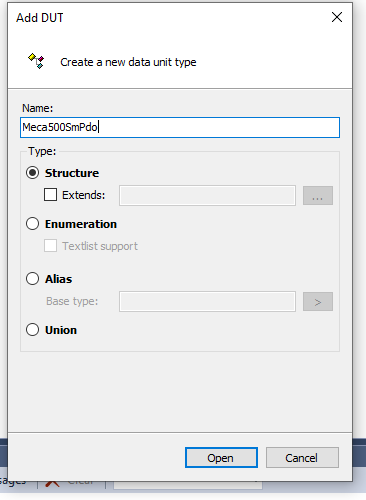 Add DUT
Create a new data unit type
Name:
Meca500SmPdo
Type:
Structure
Extends:
...
Enumeration
Textlist support
Alias
Base type:
>
Union
Open
Cancel
Clear